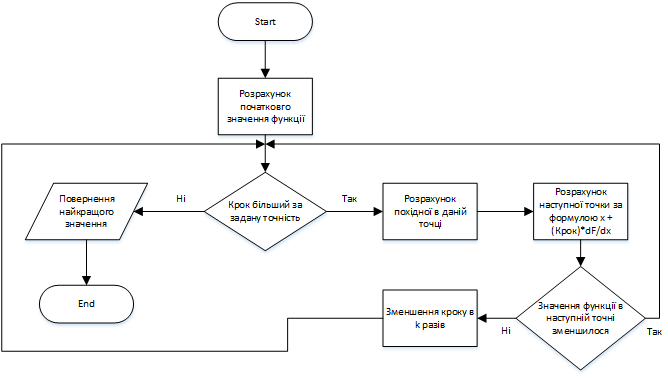 Start
Розрахунок
початковго
значення функції
Повернення
найкращого
значення
Ні
Крок більший за
задану точність
Так
Розрахунок
похідної в даній
точці
Розрахунок
наступної точки за
формулою x +
(Крок)*dF/dx
End
Зменшення кроку в
k разів
Ні
Значення функції в
наступній точні
зменшилося
Так